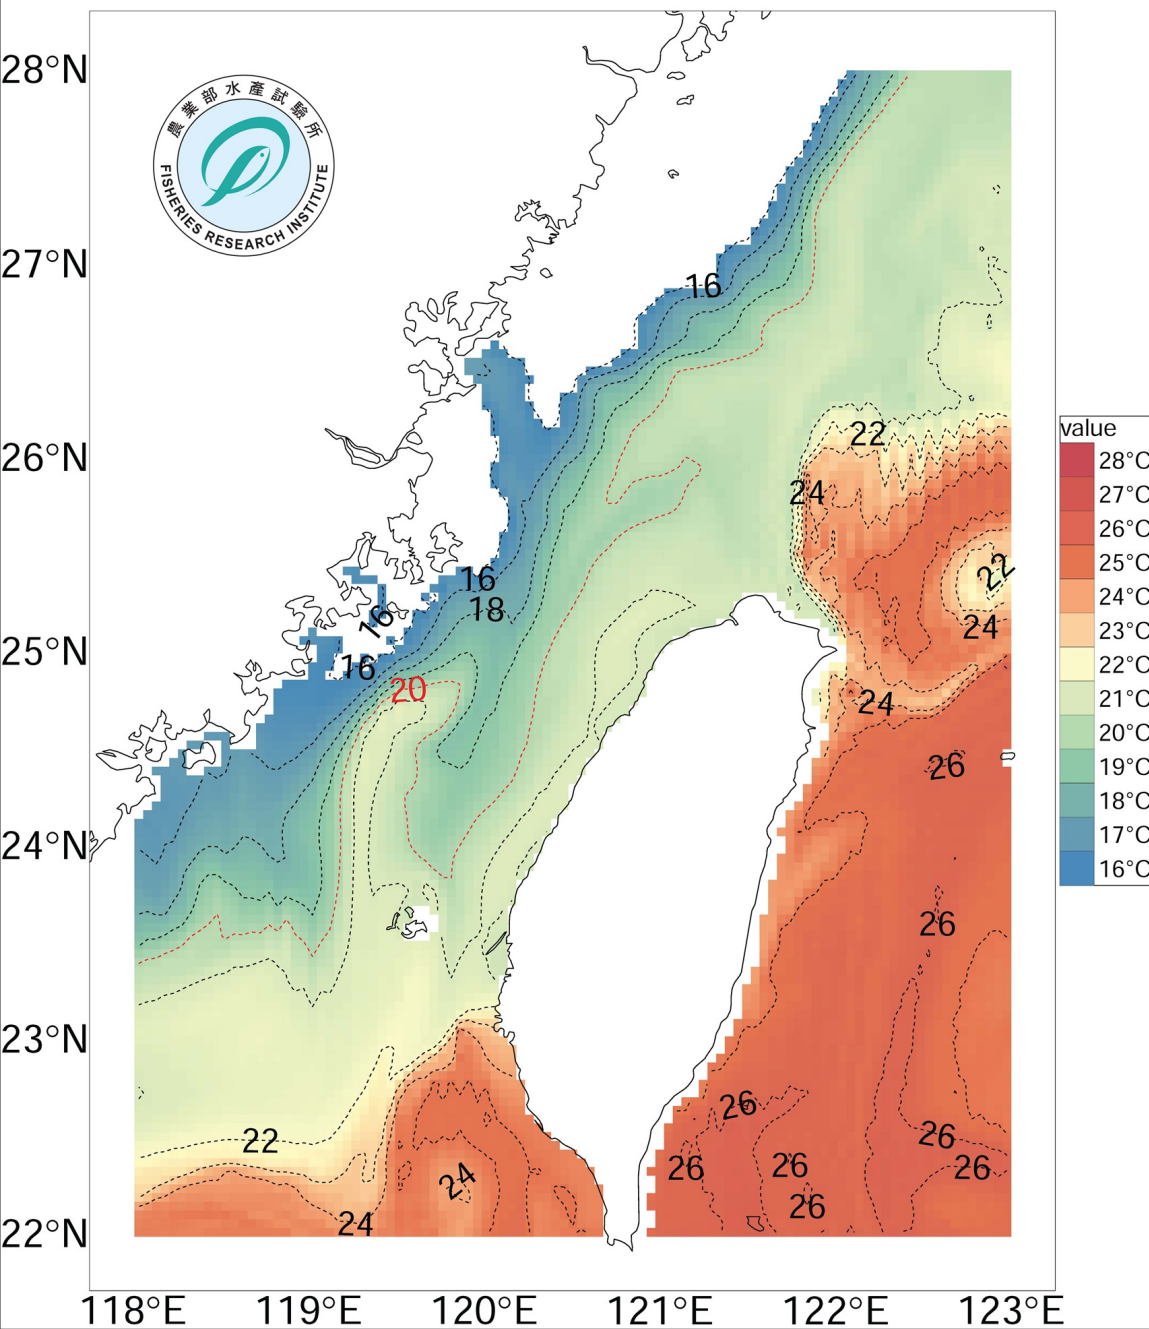 28°N
農業部水產試驗所
FISHERIES RESEARCH INSTITUTE
27°N
16
26°N
22
24
value
28°C
27°C
26°C
25°C
24°C
23°C
22°C
21°C
20°C
19°C
18°C
17°C
16°C
16
18
22
16
24
25°N
16
20
24
26
24°N
26
23°N
26
22
26
26
26
26
24
26
24
22°N
118°E 119°E 120°E 121°E 122°E 123°E